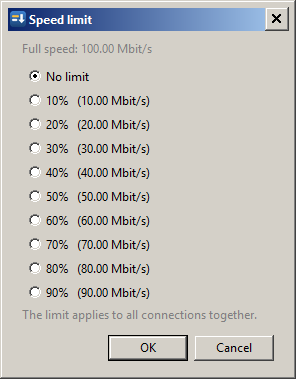 Speed limit
Full speed: 100.00 Mbit/s
No limit
10% (10.00 Mbit/s)
20% (20.00 Mbit/s)
30% (30.00 Mbit/s)
40% (40.00 Mbit/s)
50% (50.00 Mbit/s)
60% (60.00 Mbit/s)
70% (70.00 Mbit/s)
80% (80.00 Mbit/s)
90% (90.00 Mbit/s)
The limit applies to all connections together.
OK Cancel